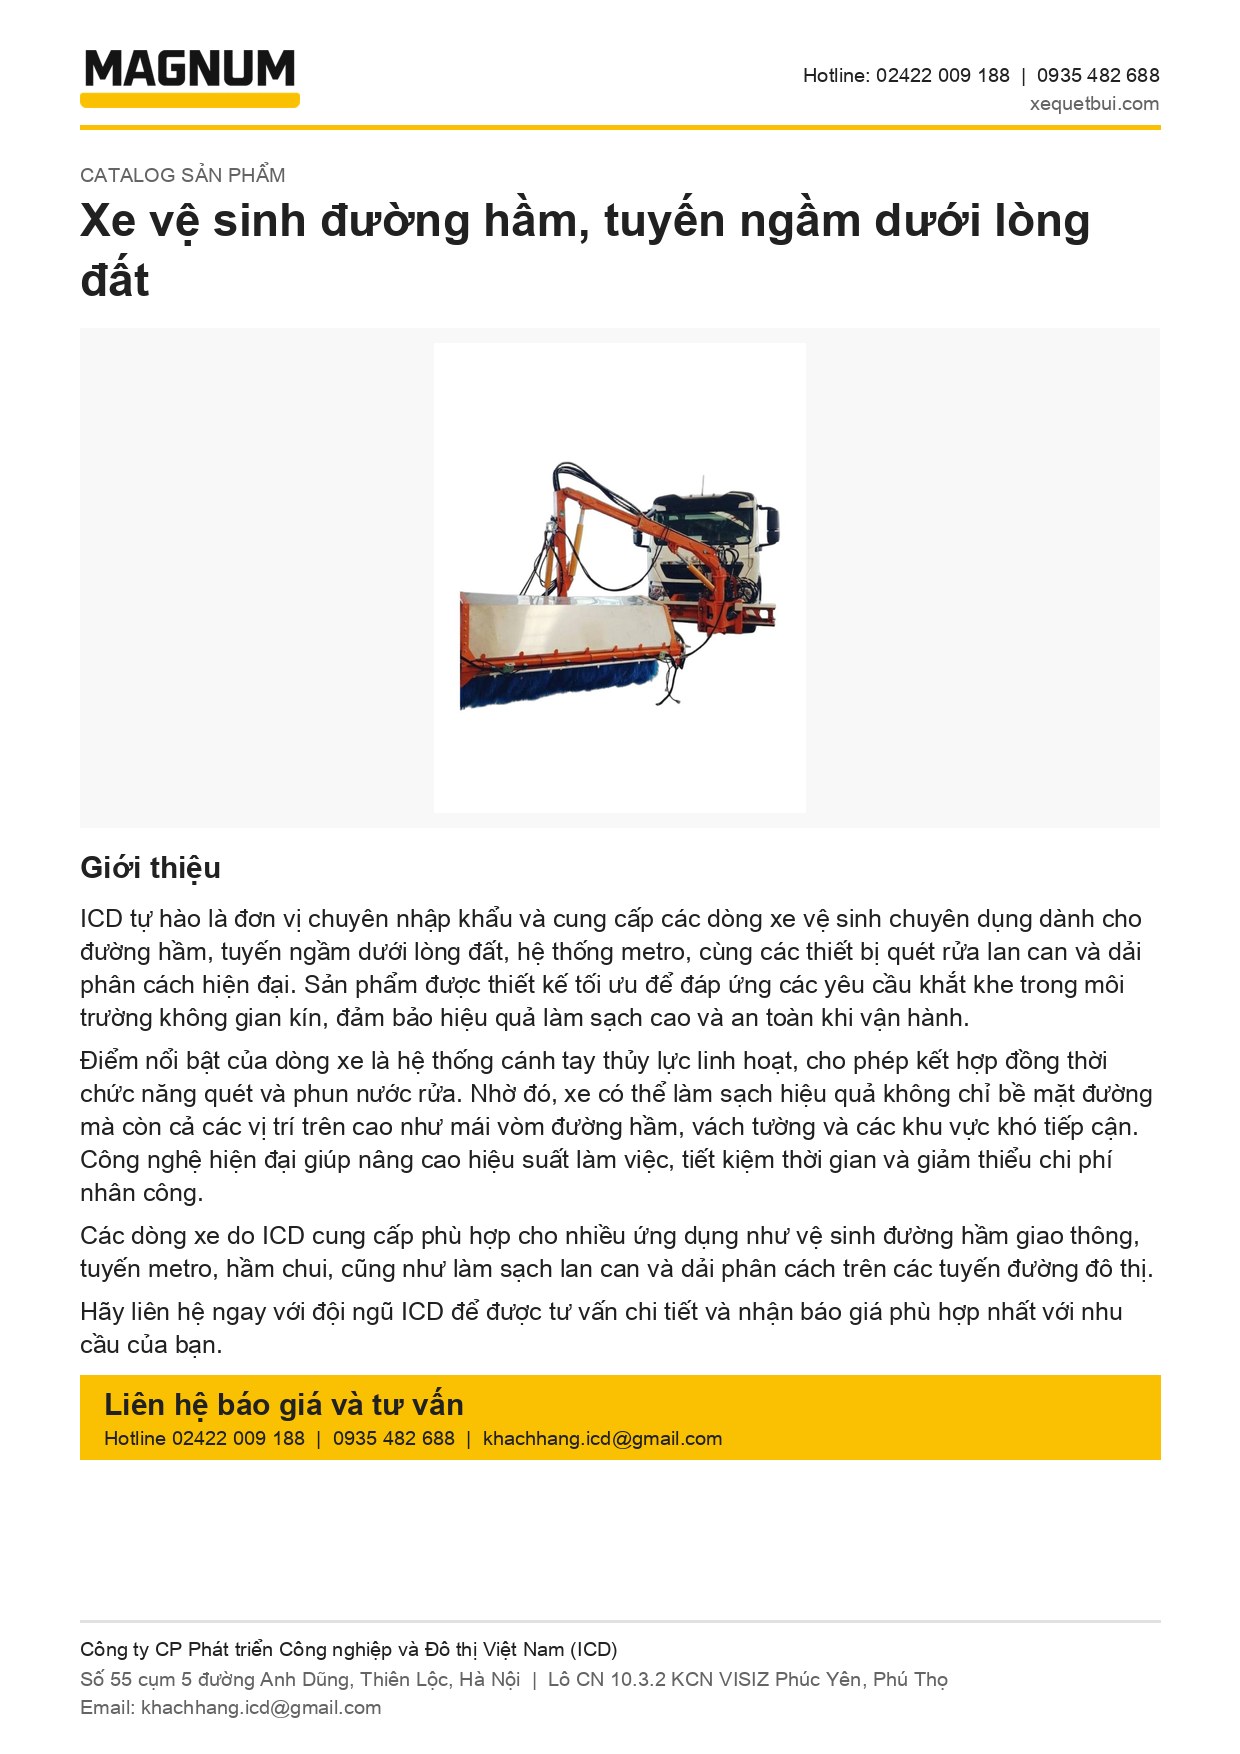 MAGNUM
Hotline: 02422 009 188 | 0935 482 688
xequetbui.com
CATALOG SẢN PHẨM
Xe vệ sinh đường hầm, tuyến ngầm dưới lòng
đất
Giới thiệu
ICD tự hào là đơn vị chuyên nhập khẩu và cung cấp các dòng xe vệ sinh chuyên dụng dành cho
đường hầm, tuyến ngầm dưới lòng đất, hệ thống metro, cùng các thiết bị quét rửa lan can và dải
phân cách hiện đại. Sản phẩm được thiết kế tối ưu để đáp ứng các yêu cầu khắt khe trong môi
trường không gian kín, đảm bảo hiệu quả làm sạch cao và an toàn khi vận hành.
Điểm nổi bật của dòng xe là hệ thống cánh tay thủy lực linh hoạt, cho phép kết hợp đồng thời
chức năng quét và phun nước rửa. Nhờ đó, xe có thể làm sạch hiệu quả không chỉ bề mặt đường
mà còn cả các vị trí trên cao như mái vòm đường hầm, vách tường và các khu vực khó tiếp cận.
Công nghệ hiện đại giúp nâng cao hiệu suất làm việc, tiết kiệm thời gian và giảm thiểu chi phí
nhân công.
Các dòng xe do ICD cung cấp phù hợp cho nhiều ứng dụng như vệ sinh đường hầm giao thông,
tuyến metro, hầm chui, cũng như làm sạch lan can và dải phân cách trên các tuyến đường đô thị.
Hãy liên hệ ngay với đội ngũ ICD để được tư vấn chi tiết và nhận báo giá phù hợp nhất với nhu
cầu của bạn.
Liên hệ báo giá và tư vấn
Hotline 02422 009 188 | 0935 482 688 | khachhang.icd@gmail.com
Công ty CP Phát triển Công nghiệp và Đô thị Việt Nam (ICD)
Số 55 cụm 5 đường Anh Dũng, Thiên Lộc, Hà Nội | Lô CN 10.3.2 KCN VISIZ Phúc Yên, Phú Thọ
Email: khachhang.icd@gmail.com